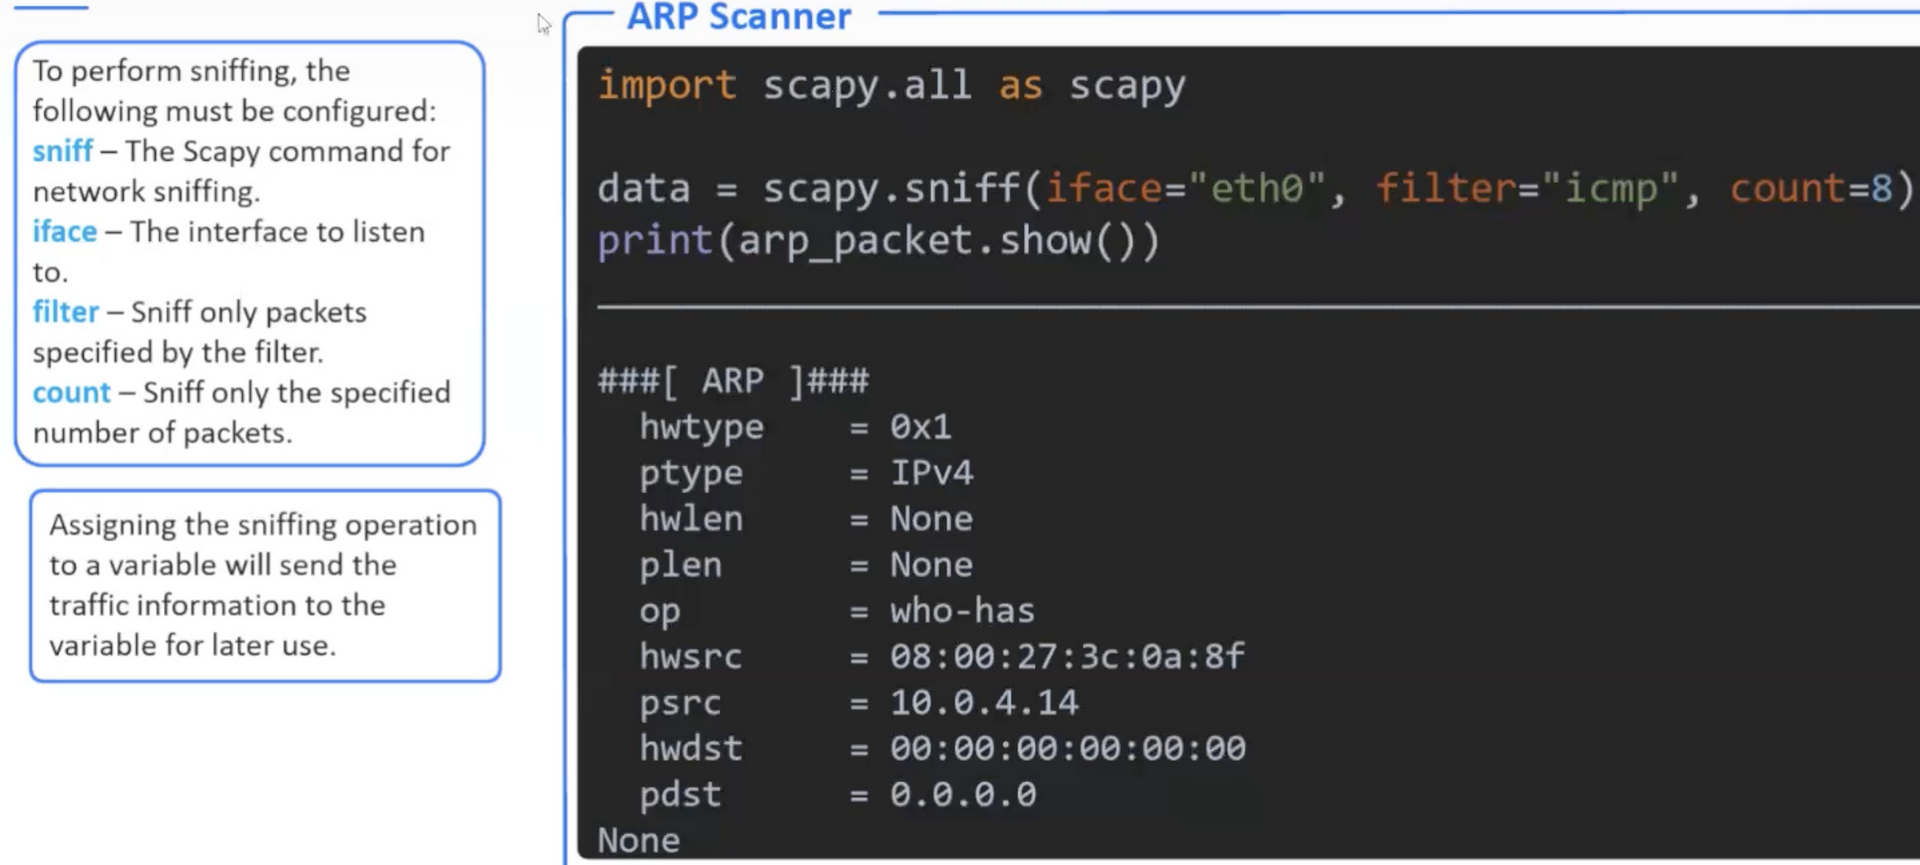 To perform sniffing, the
following must be configured:
sniff – The Scapy command for
network sniffing.
iface – The interface to listen
to.
filter – Sniff only packets
specified by the filter.
count – Sniff only the specified
number of packets.
Assigning the sniffing operation
to a variable will send the
traffic information to the
variable for later use.
ARP Scanner
import scapy.all as scapy
data = scapy.sniff(iface="eth0", filter="icmp", count=8)
print(arp_packet.show())
###[ ARP ]###
hwtype = 0x1
ptype = IPv4
hwlen = None
plen = None
op = who-has
hwsrc = 08:00:27:3c:0a:8f
psrc = 10.0.4.14
hwdst = 00:00:00:00:00:00
pdst = 0.0.0.0
None